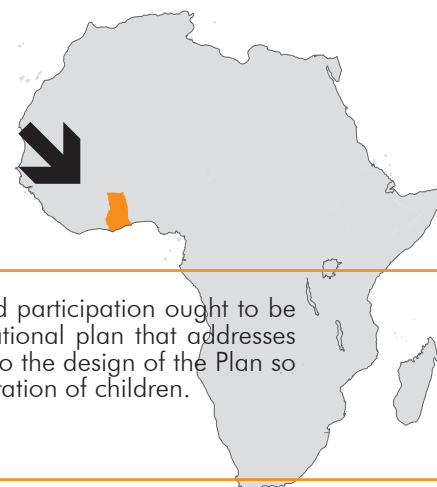 d participation ought to be
ational plan that addresses
o the design of the Plan so
ration of children.